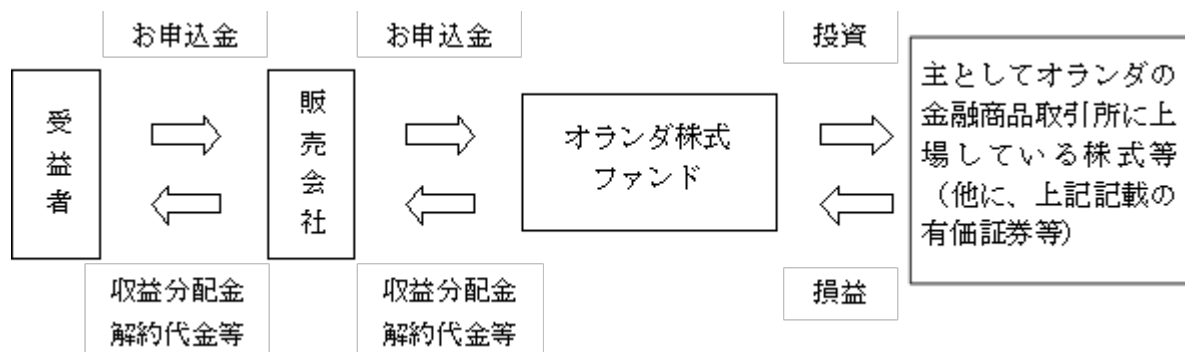 お申込金
お申込金
投資
受益者
販売会社
オランダ株式
ファンド
主としてオランダの
金融商品取引所に上
場している株式等
（他に、上記記載の
有価証券等）
収益分配金
解約代金等
収益分配金
解約代金等
損益